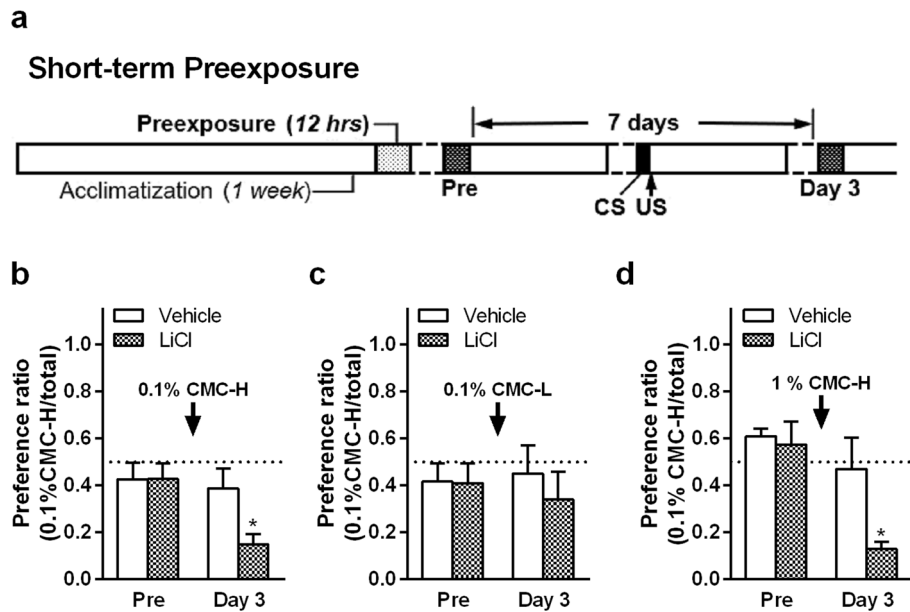 a
Short-term Preexposure
Preexposure (12 hrs)
7 days
Acclimatization (1 week)
Pre
CS US
Day 3
b
Preference ratio
(0.1%CMC-H/total)
Vehicle
LiCl
1.0
0.8
0.6
0.4
0.2
0.0
0.1% CMC-H
*
Pre
Day 3
c
Preference ratio
(0.1%CMC-H/total)
Vehicle
LiCl
1.0
0.8
0.6
0.4
0.2
0.0
0.1% CMC-L
Pre
Day 3
d
Preference ratio
(0.1% CMC-H/total)
Vehicle
LiCl
1.0
0.8
0.6
0.4
0.2
0.0
1 % CMC-H
*
Pre
Day 3